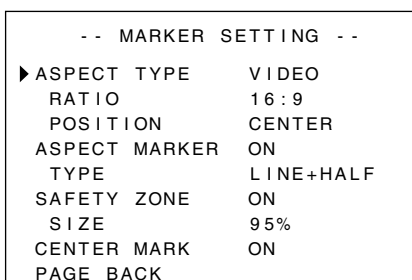 -- MARKER SETTING --
ASPECT TYPE VIDEO
RATIO 16:9
POSITION CENTER
ASPECT MARKER ON
TYPE LINE+HALF
SAFETY ZONE ON
SIZE 95%
CENTER MARK ON
PAGE BACK